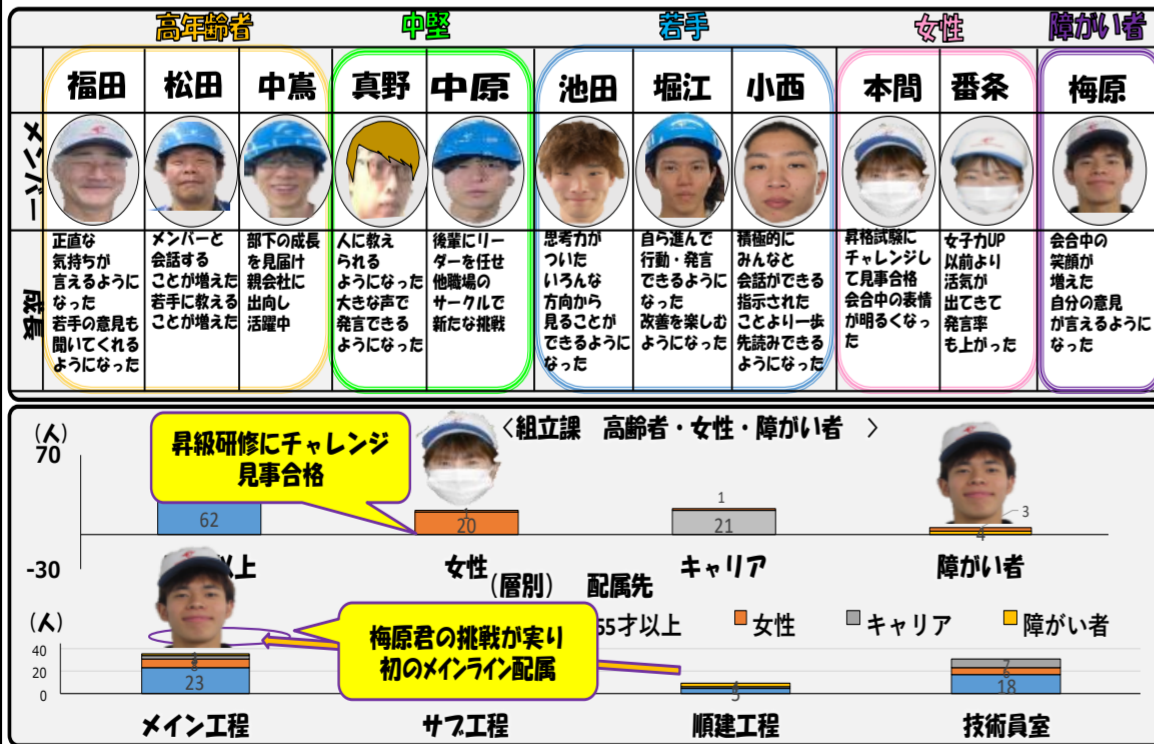 高年齢者 中堅 若手 女性 障がい者
福田 松田 中嶌 真野 中原 池田 堀江 小西 本間 番条 梅原
メンバー
成長
正直な
気持ちが
言えるように
なった
若手の意見も
聞いてくれる
ようになった
メンバーと
会話する
ことが増えた
若手に教える
ことが増えた
部下の成長
を見届け
親会社に
出向し
活躍中
人に教え
られる
ようになった
大きな声で
発言できる
ようになった
後輩にリー
ダーを任せ
他職場の
サークルで
新たな挑戦
思考力が
ついた
いろんな
方向から
見ることが
できるように
なった
自ら進んで
行動・発言
できるように
なった
改善を楽しむ
ようになった
積極的に
みんなと
会話ができる
指示された
ことより一歩
先読みできる
ようになった
昇格試験に
チャレンジし
て見事合格
会合中の表情
が明るくなっ
た
女子力UP
以前より
活気が
出てきて
発言率
も上がった
会合中の
笑顔が
増えた
自分の意見
が言えるように
なった
〈組立課 高齢者・女性・障がい者 〉
(人)
70
-30
昇級研修にチャレンジ
見事合格
62
1
20
1
21
3
4
以上 女性 キャリア 障がい者
(層別) 配属先
55才以上 女性 キャリア 障がい者
(人)
40
20
0
梅原君の挑戦が実り
初のメインライン配属
23
7
6
18
メイン工程 サブ工程 順建工程 技術員室